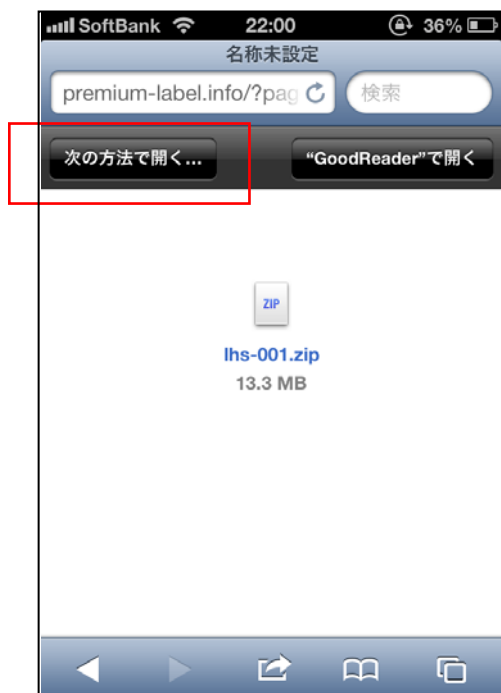 SoftBank 22:00 36%
名称未設定
premium-label.info/?pag 検索
次の方法で開く... “GoodReader”で開く
ZIP
lhs-001.zip
13.3 MB